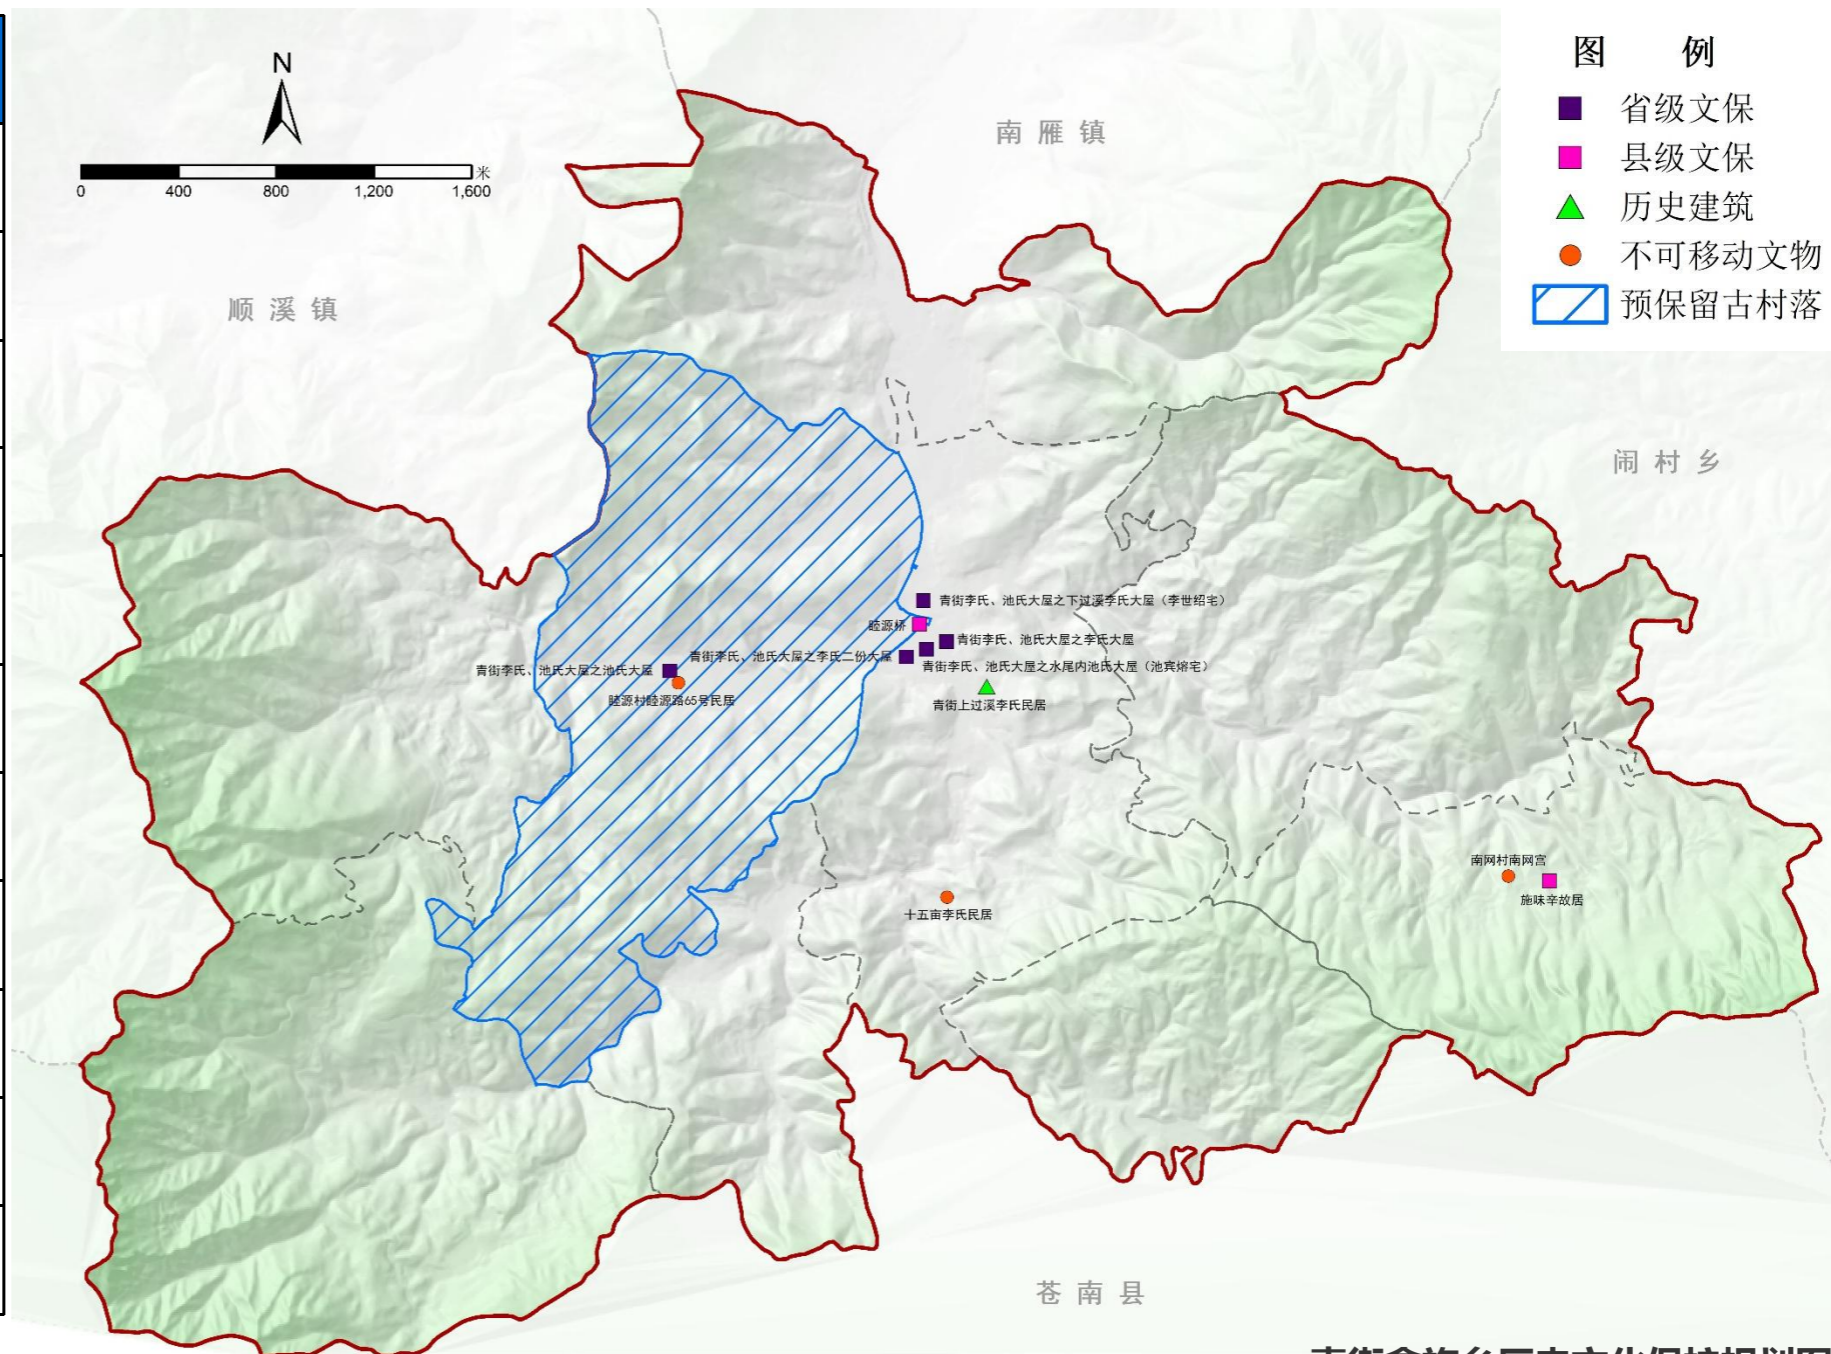 图 例
省级文保
县级文保
历史建筑
不可移动文物
预保留古村落
N
米
0 400 800 1,200 1,600
南雁镇
顺溪镇
闹村乡
青街李氏、池氏大屋之下过溪李氏大屋（李世绍宅）
睦源桥
青街李氏、池氏大屋之李氏大屋
青街李氏、池氏大屋之李氏二份大屋
青街李氏、池氏大屋之水尾内池氏大屋（池宾熔宅）
青街李氏、池氏大屋之池氏大屋
睦源村睦源路65号民居
青街上过溪李氏民居
南网村南网宫
施味辛故居
十五亩李氏民居
苍南县